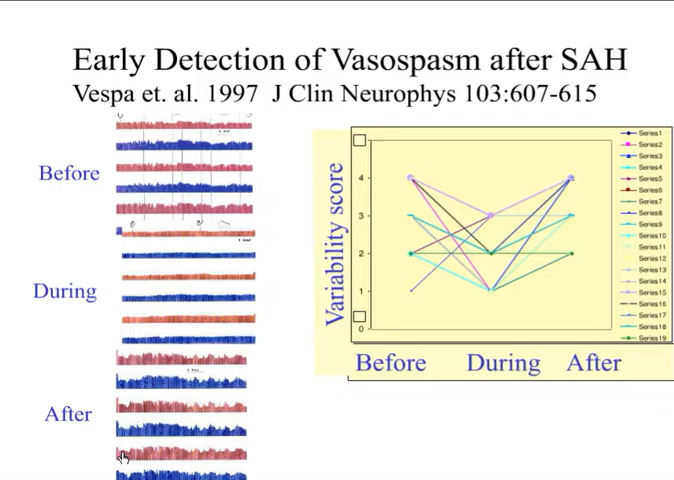 Early Detection of Vasospasm after SAH
Vespa et. al. 1997 J Clin Neurophys 103:607-615
Before
During
After
Variability score
4
3
2
1
0
Before During After
Series1
Series2
Series3
Series4
Series5
Series6
Series7
Series8
Series9
Series10
Series11
Series12
Series13
Series14
Series15
Series16
Series17
Series18
Series19